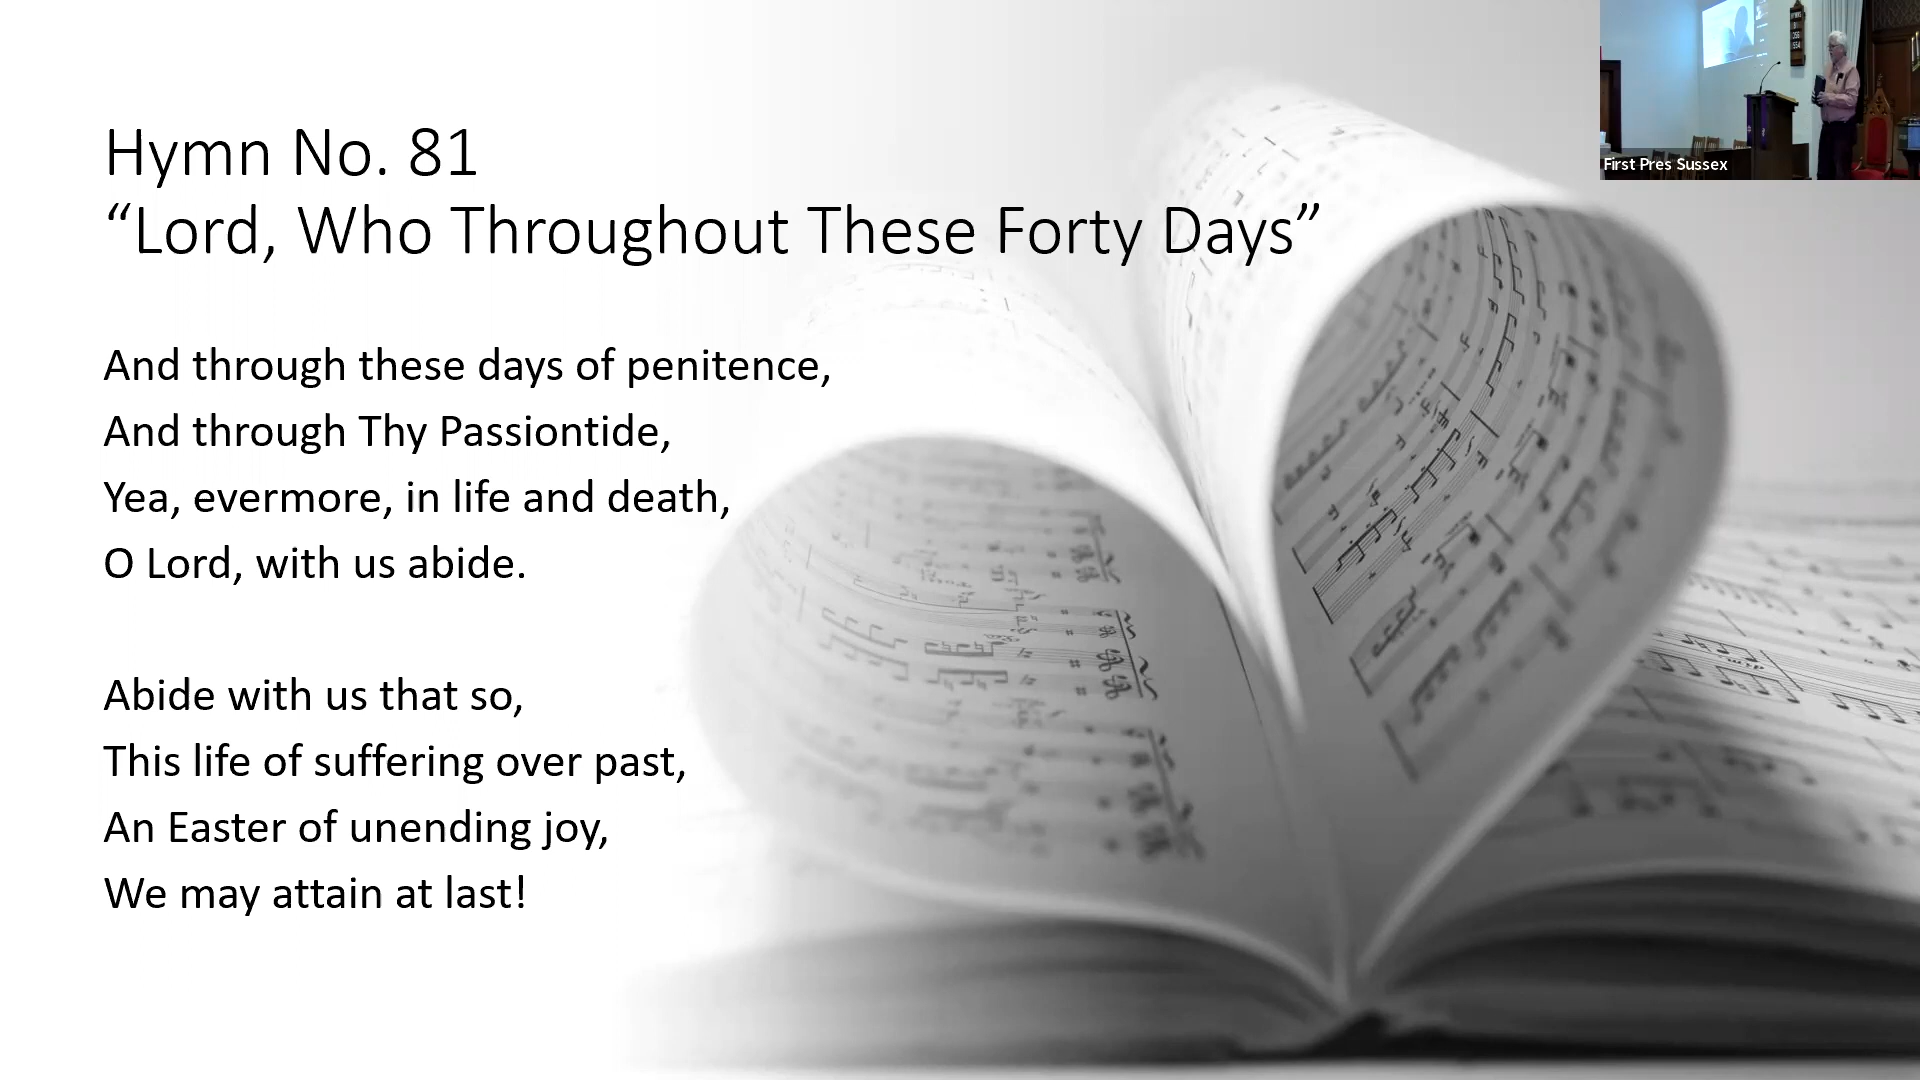 Hymn No. 81
“Lord, Who Throughout These Forty Days”
And through these days of penitence,
And through Thy Passiontide,
Yea, evermore, in life and death,
O Lord, with us abide.
Abide with us that so,
This life of suffering over past,
An Easter of unending joy,
We may attain at last!
First Pres Sussex